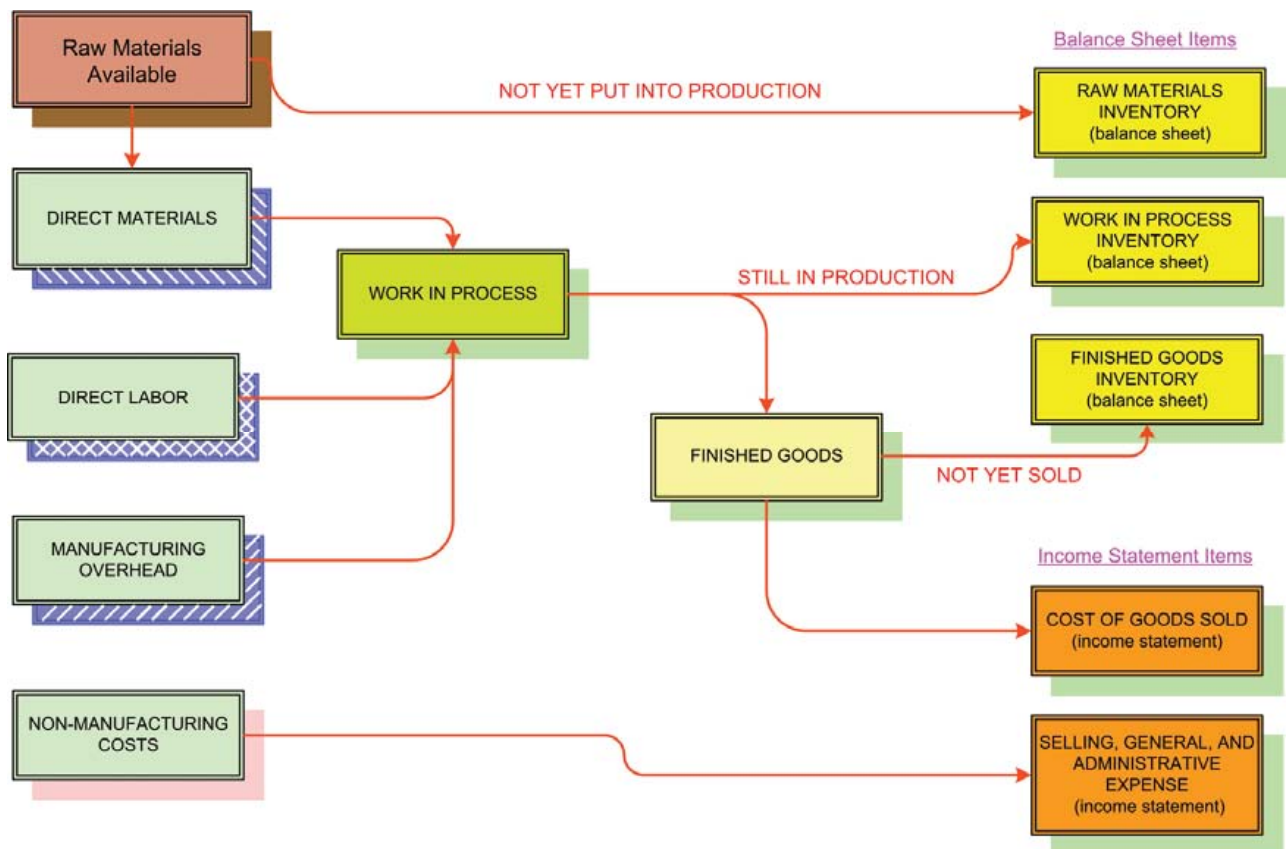 Raw Materials
Available
Balance Sheet Items
NOT YET PUT INTO PRODUCTION
RAW MATERIALS
INVENTORY
(balance sheet)
DIRECT MATERIALS
WORK IN PROCESS
INVENTORY
(balance sheet)
WORK IN PROCESS
STILL IN PRODUCTION
FINISHED GOODS
INVENTORY
(balance sheet)
DIRECT LABOR
FINISHED GOODS
NOT YET SOLD
MANUFACTURING
OVERHEAD
Income Statement Items
COST OF GOODS SOLD
(income statement)
NON-MANUFACTURING
COSTS
SELLING, GENERAL, AND
ADMINISTRATIVE
EXPENSE
(income statement)